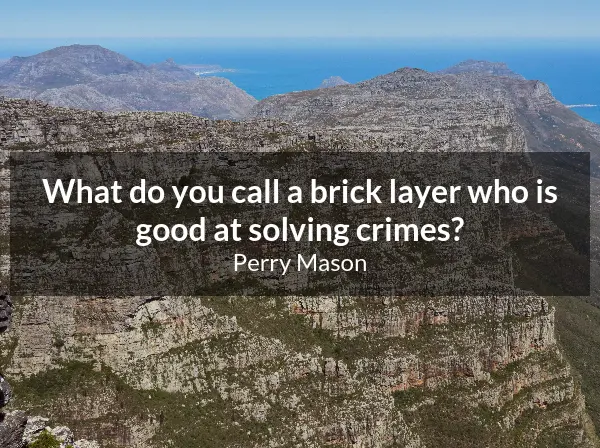 What do you call a brick layer who is
good at solving crimes?
Perry Mason